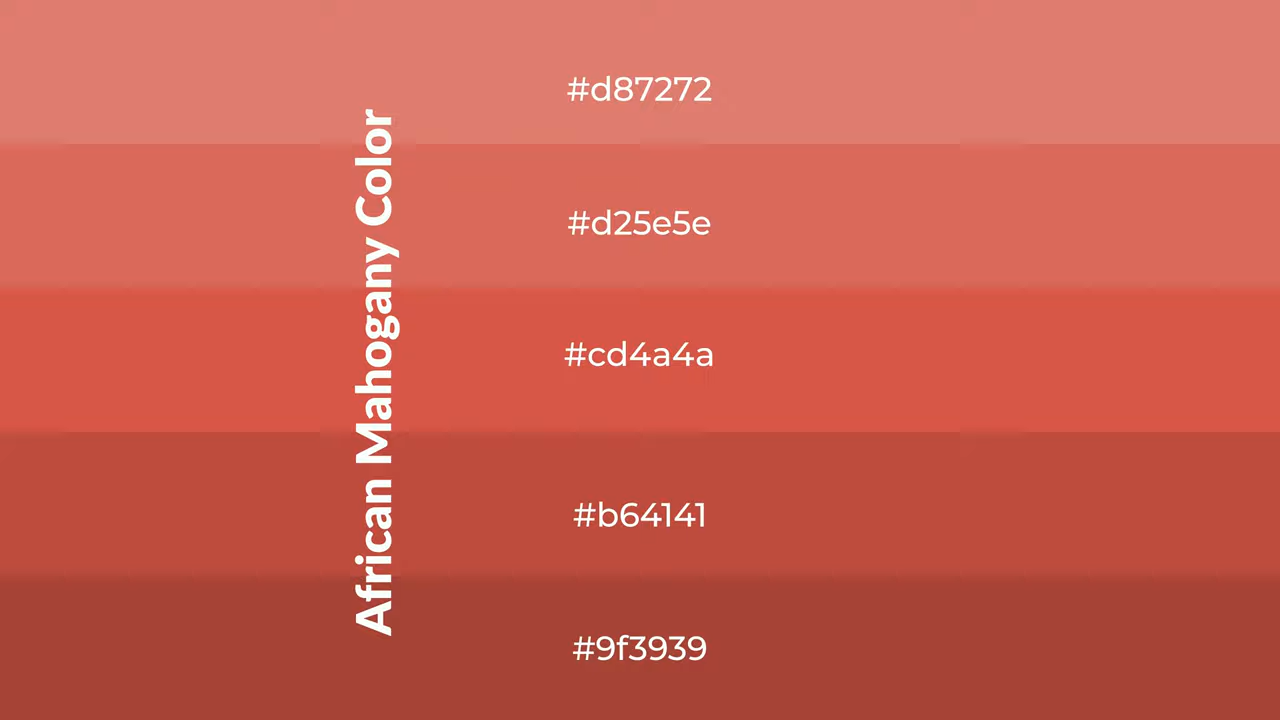 African Mahogany Color
#d87272
#d25e5e
#cd4a4a
#b64141
#9f3939